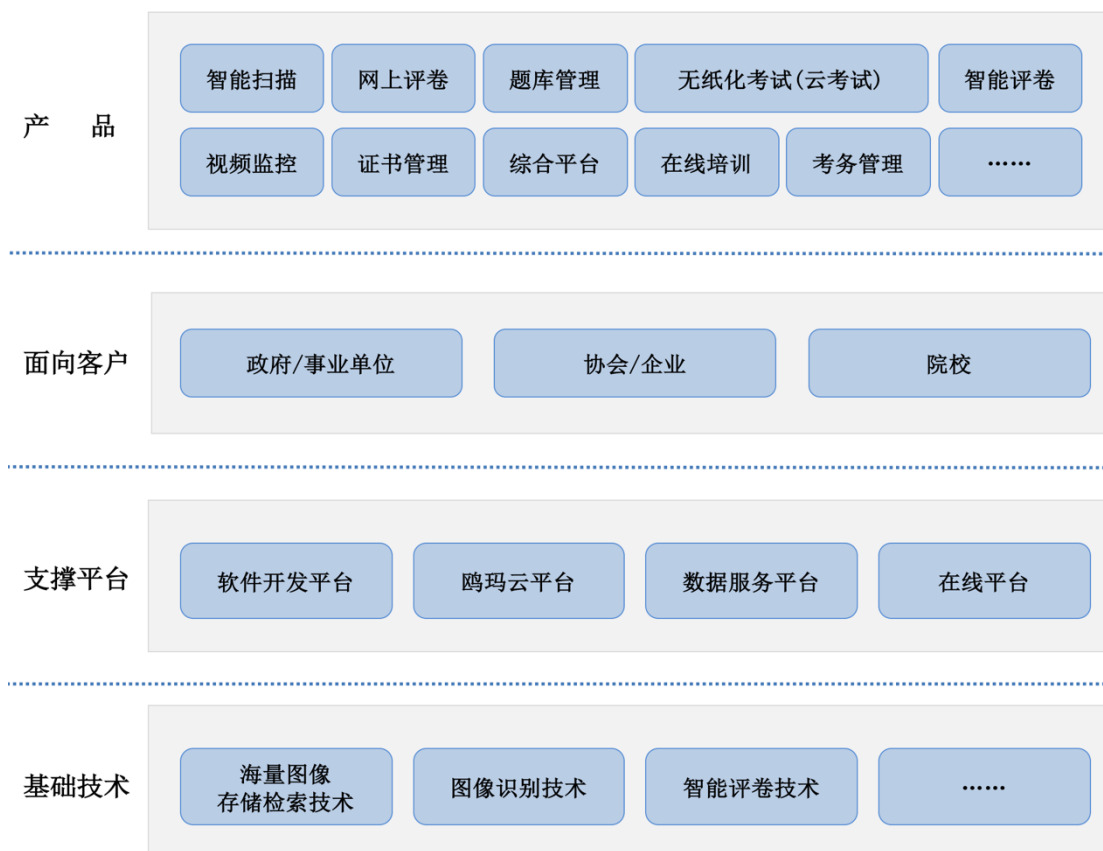 产 品
智能扫描 网上评卷 题库管理 无纸化考试(云考试) 智能评卷
视频监控 证书管理 综合平台 在线培训 考务管理 ……
面向客户
政府/事业单位 协会/企业 院校
支撑平台
软件开发平台 鸥玛云平台 数据服务平台 在线平台
基础技术
海量图像
存储检索技术
图像识别技术 智能评卷技术 ……